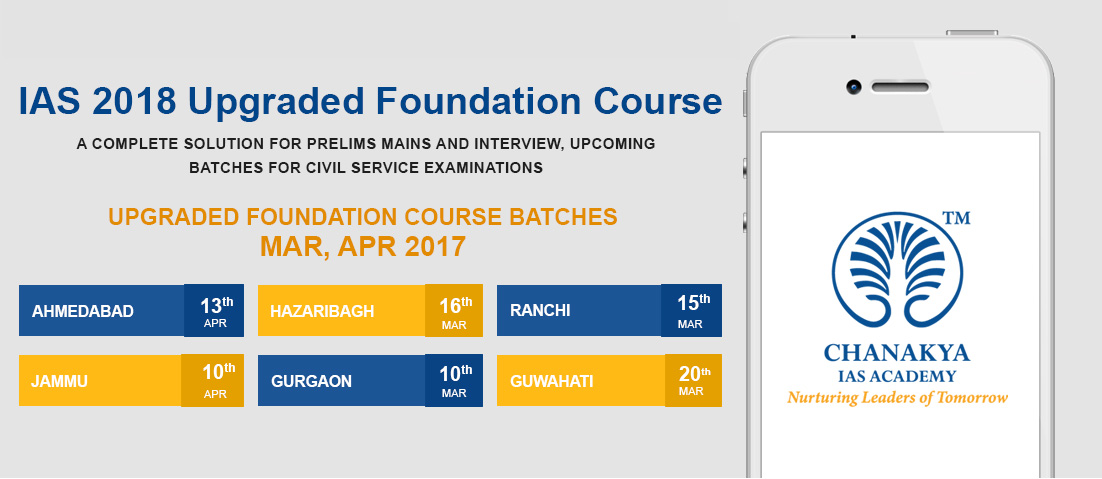 IAS 2018 Upgraded Foundation Course
A COMPLETE SOLUTION FOR PRELIMS MAINS AND INTERVIEW, UPCOMING
BATCHES FOR CIVIL SERVICE EXAMINATIONS
UPGRADED FOUNDATION COURSE BATCHES
MAR, APR 2017
AHMEDABAD 13th APR
HAZARIBAGH 16th MAR
RANCHI 15th MAR
JAMMU 10th APR
GURGAON 10th MAR
GUWAHATI 20th MAR
TM
CHANAKYA
IAS ACADEMY
Nurturing Leaders of Tomorrow